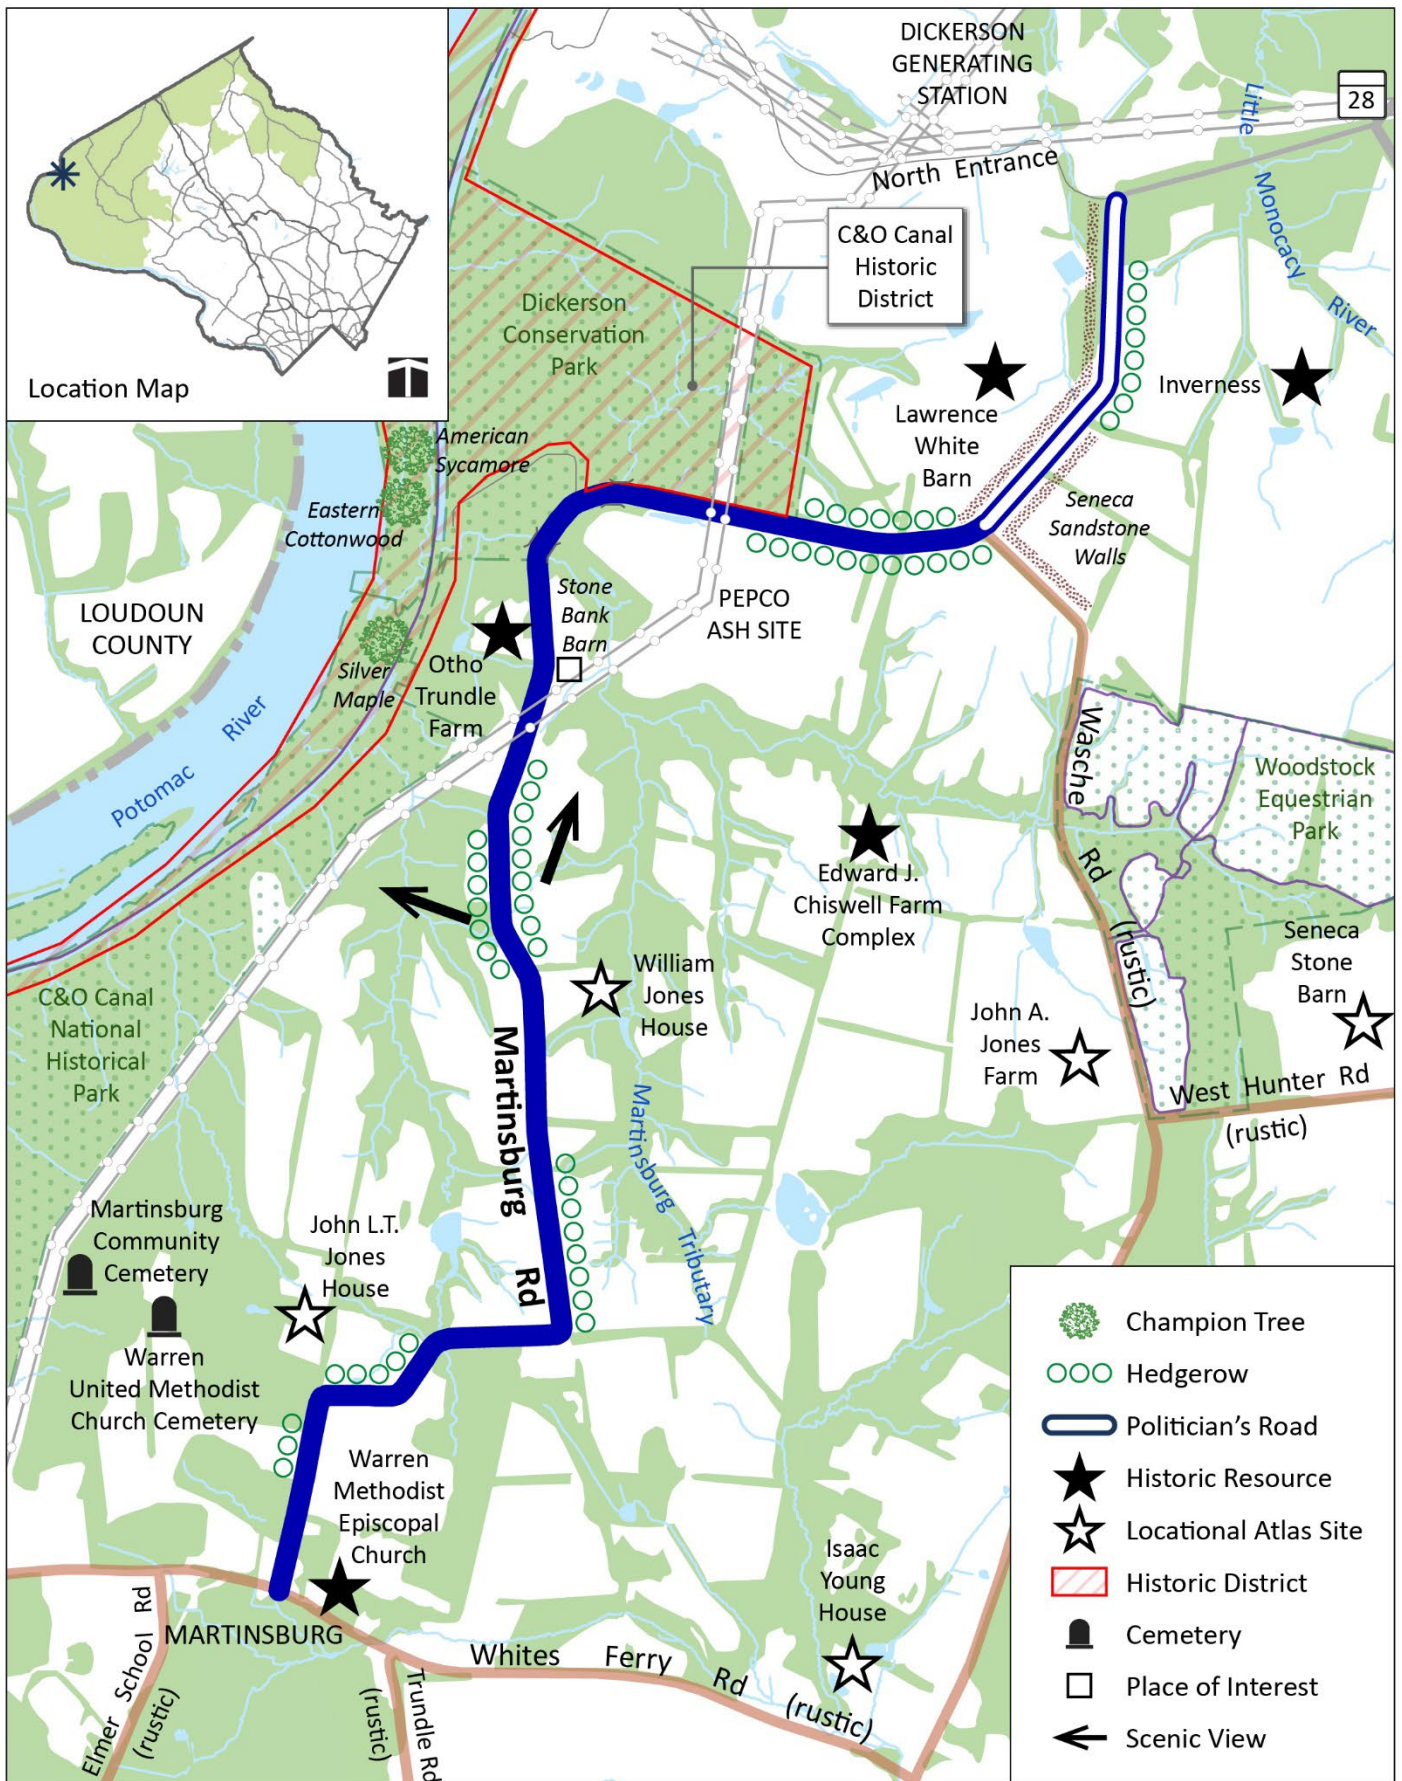 Location Map
DICKERSON
GENERATING
STATION
28
Little
Monocacy
River
North Entrance
C&O Canal
Historic
District
Dickerson
Conservation
Park
Lawrence
White
Barn
Inverness
American
Sycamore
Eastern
Cottonwood
Seneca
Sandstone
Walls
LOUDOUN
COUNTY
Stone
Bank
Barn
PEPCO
ASH SITE
Silver
Maple
Otho
Trundle
Farm
Potomac
River
Wasche
Rd
(rustic)
Woodstock
Equestrian
Park
Edward J.
Chiswell Farm
Complex
Seneca
Stone
Barn
William
Jones
House
C&O Canal
National
Historical
Park
John A.
Jones
Farm
Martinsburg
Rd
West Hunter Rd
(rustic)
Martinsburg
Tributary
Martinsburg
Community
Cemetery
John L.T.
Jones
House
Warren
United Methodist
Church Cemetery
Warren
Methodist
Episcopal
Church
Isaac
Young
House
MARTINSBURG
Elmer School Rd
(rustic)
Trundle Rd
(rustic)
Whites Ferry Rd
(rustic)
Champion Tree
Hedgerow
Politician's Road
Historic Resource
Locational Atlas Site
Historic District
Cemetery
Place of Interest
Scenic View